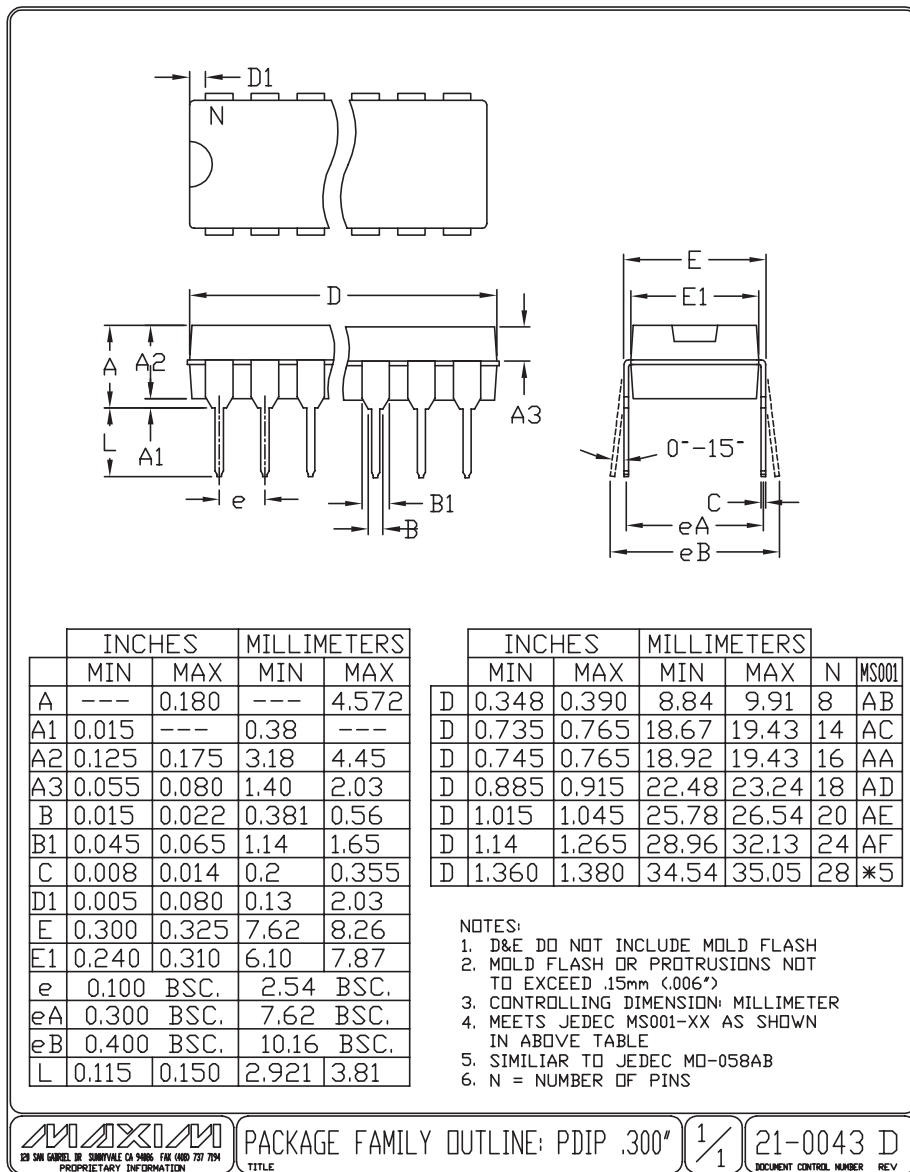 D1
N
D
E
E1
A
A2
A3
L
A1
0°-15°
e
B1
B
C
eA
eB
INCHES MILLIMETERS
MIN MAX MIN MAX
A --- 0.180 --- 4.572
A1 0.015 --- 0.38 ---
A2 0.125 0.175 3.18 4.45
A3 0.055 0.080 1.40 2.03
B 0.015 0.022 0.381 0.56
B1 0.045 0.065 1.14 1.65
C 0.008 0.014 0.2 0.355
D1 0.005 0.080 0.13 2.03
E 0.300 0.325 7.62 8.26
E1 0.240 0.310 6.10 7.87
e 0.100 BSC. 2.54 BSC.
eA 0.300 BSC. 7.62 BSC.
eB 0.400 BSC. 10.16 BSC.
L 0.115 0.150 2.921 3.81
INCHES MILLIMETERS
MIN MAX MIN MAX N MS001
D 0.348 0.390 8.84 9.91 8 AB
D 0.735 0.765 18.67 19.43 14 AC
D 0.745 0.765 18.92 19.43 16 AA
D 0.885 0.915 22.48 23.24 18 AD
D 1.015 1.045 25.78 26.54 20 AE
D 1.14 1.265 28.96 32.13 24 AF
D 1.360 1.380 34.54 35.05 28 *5
NOTES:
1. D&E DO NOT INCLUDE MOLD FLASH
2. MOLD FLASH OR PROTRUSIONS NOT
TO EXCEED .15mm (.006")
3. CONTROLLING DIMENSION: MILLIMETER
4. MEETS JEDEC MS001-XX AS SHOWN
IN ABOVE TABLE
5. SIMILIAR TO JEDEC MO-058AB
6. N = NUMBER OF PINS
MAXIM
120 SAN GABRIEL DR SUNNYVALE CA 94086 FAX (408) 737 7194
PROPRIETARY INFORMATION
PACKAGE FAMILY OUTLINE: PDIP .300"
TITLE
1/1
21-0043 D
DOCUMENT CONTROL NUMBER REV